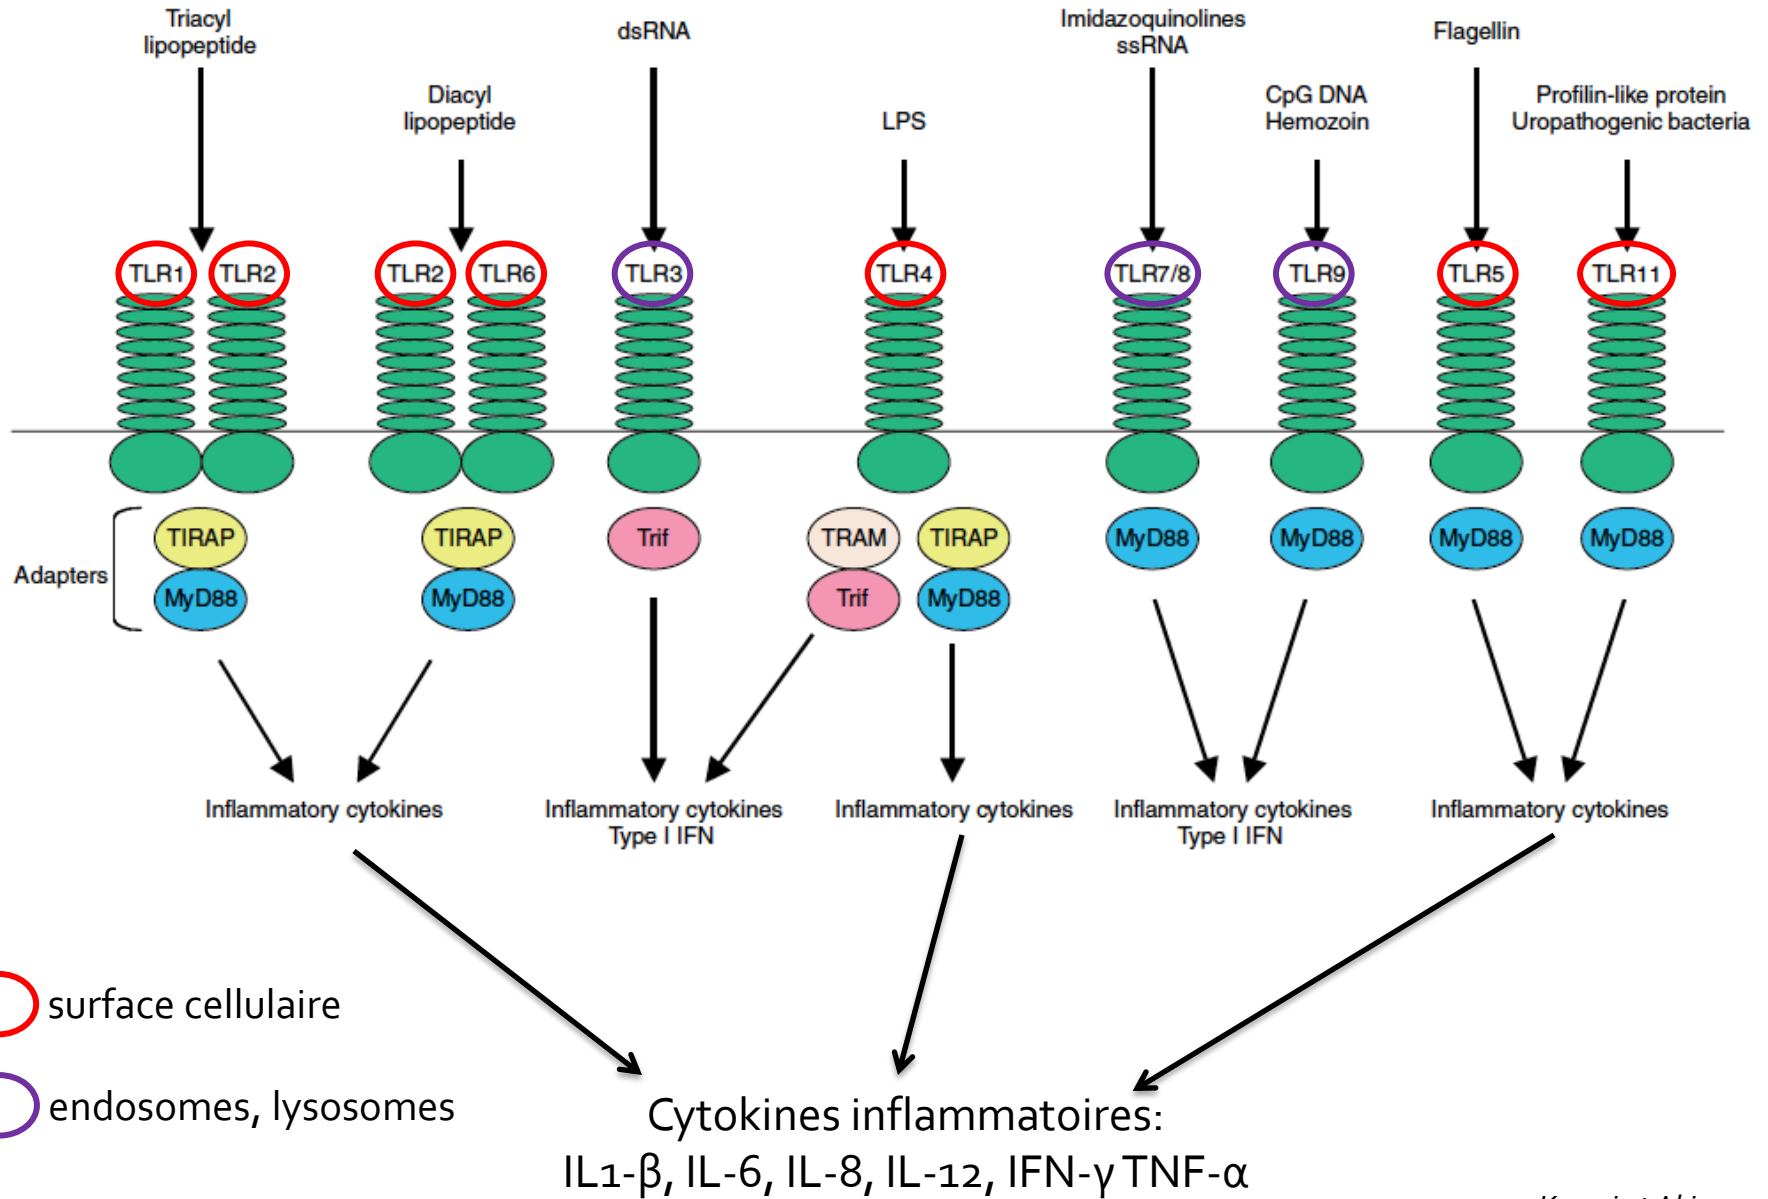 Triacyl
lipopeptide
Diacyl
lipopeptide
dsRNA
LPS
Imidazoquinolines
ssRNA
CpG DNA
Hemozoin
Flagellin
Profilin-like protein
Uropathogenic bacteria
TLR1
TLR2
TLR2
TLR6
TLR3
TLR4
TLR7/8
TLR9
TLR5
TLR11
Adapters
TIRAP
MyD88
TIRAP
MyD88
Trif
TRAM
Trif
TIRAP
MyD88
MyD88
MyD88
MyD88
MyD88
Inflammatory cytokines
Inflammatory cytokines
Type I IFN
Inflammatory cytokines
Inflammatory cytokines
Type I IFN
Inflammatory cytokines
surface cellulaire
endosomes, lysosomes
Cytokines inflammatoires:
IL1-β, IL-6, IL-8, IL-12, IFN-γ TNF-α